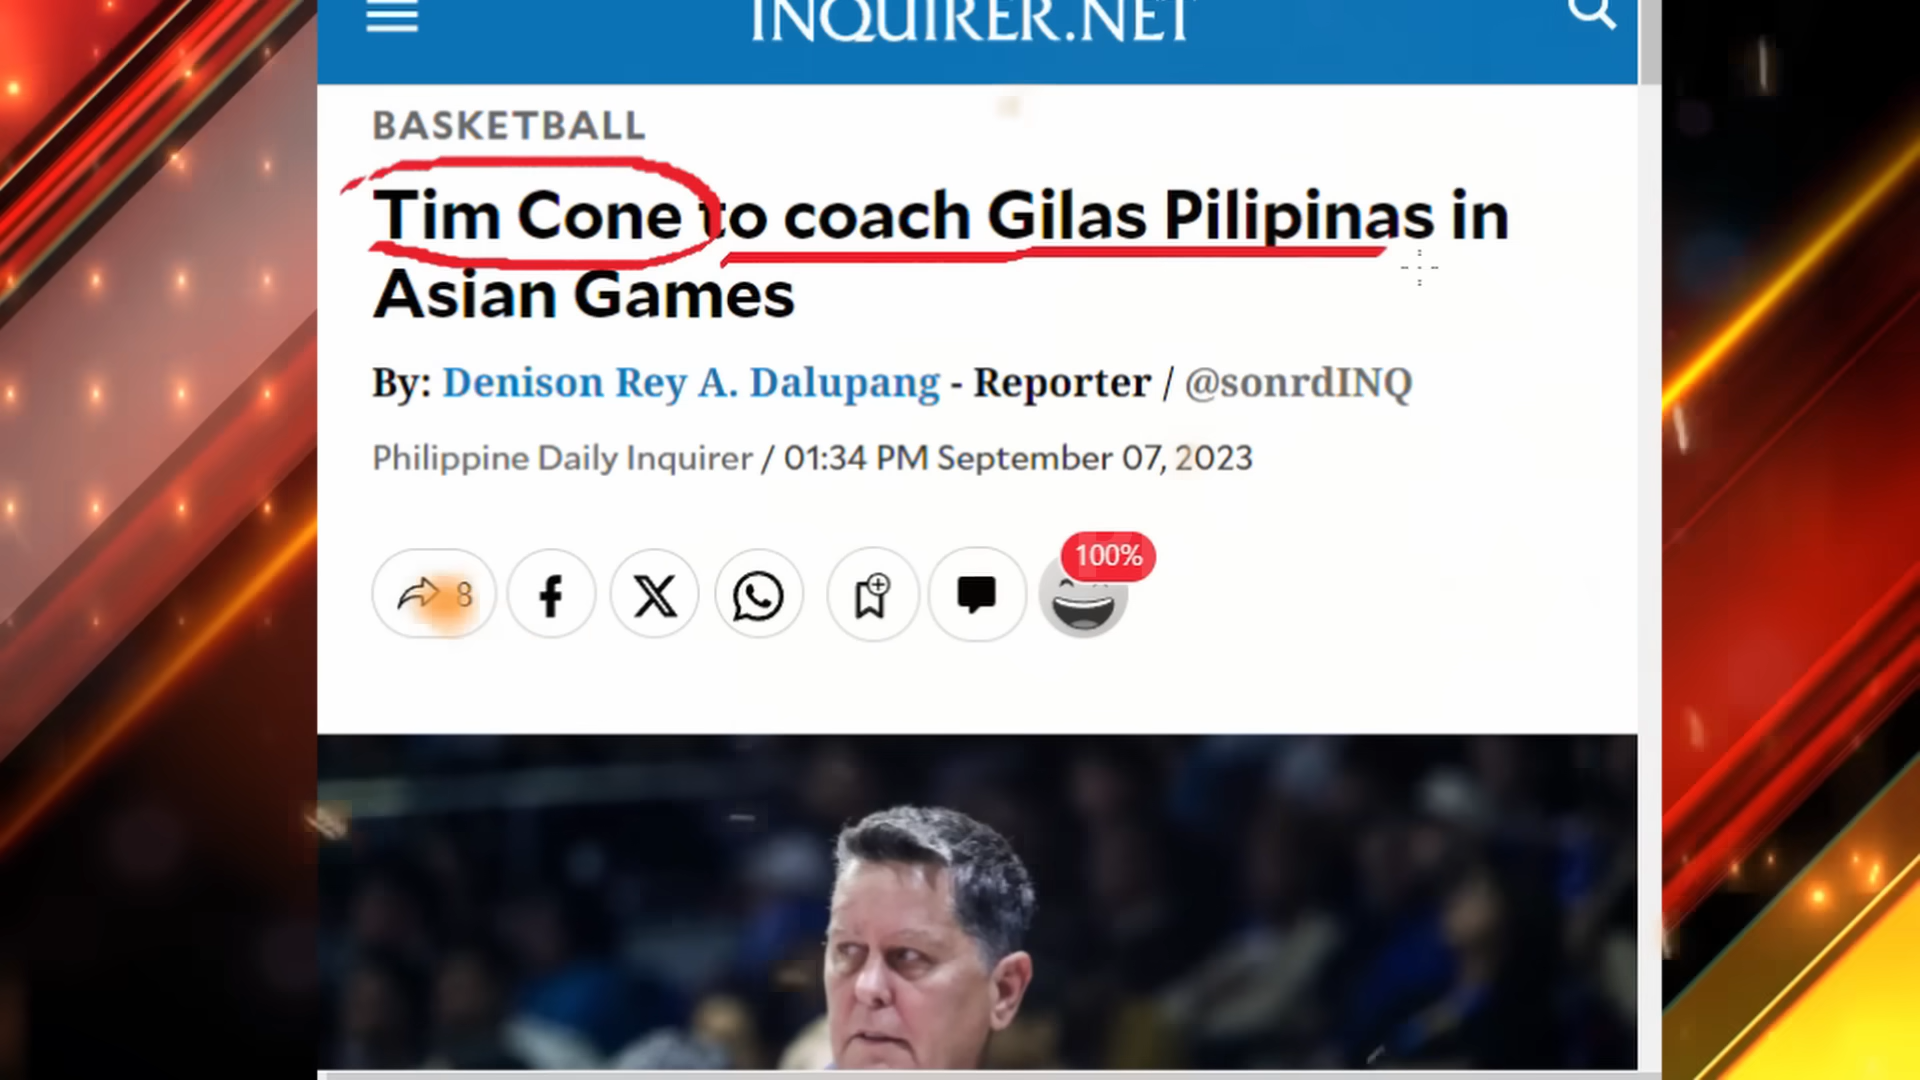 INQUIRER.NET
BASKETBALL
Tim Cone to coach Gilas Pilipinas in
Asian Games
By: Denison Rey A. Dalupang - Reporter / @sonrdINQ
Philippine Daily Inquirer / 01:34 PM September 07, 2023
100%
8